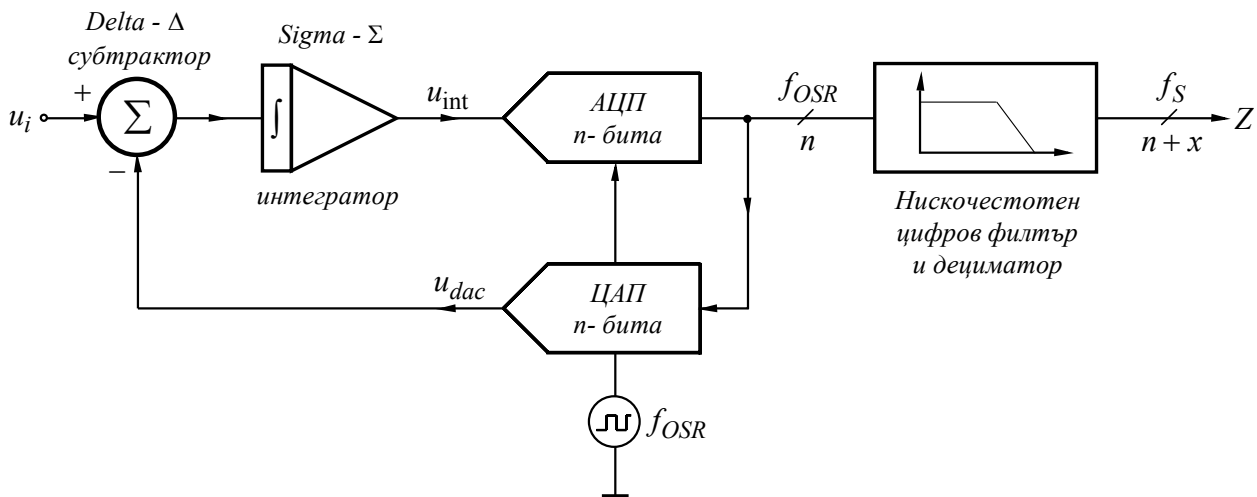 Delta - Δ
субтрактор
Sigma - Σ
+
u_i
Σ
−
∫
интегратор
u_int
АЦП
n- бита
f_OSR
n
f_S
n + x
Z
Нискочестотен
цифров филтър
и дециматор
u_dac
ЦАП
n- бита
f_OSR